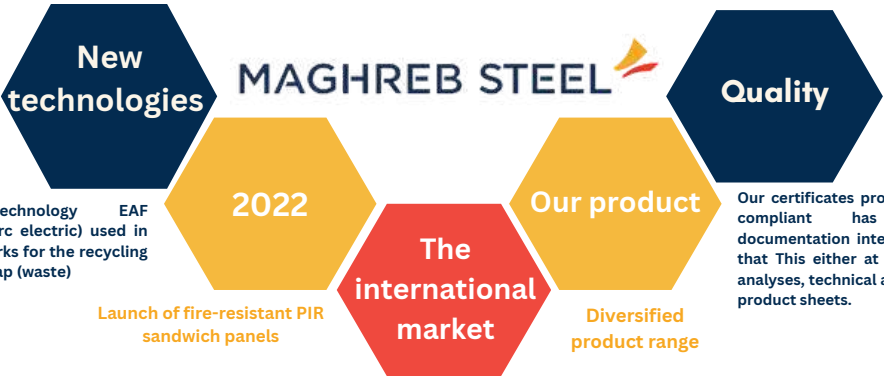 New
technologies
MAGHREB STEEL
Quality
2022
Our product
The
international
market
echnology EAF
rc electric) used in
rks for the recycling
ap (waste)
Launch of fire-resistant PIR
sandwich panels
Diversified
product range
Our certificates pro
compliant has
documentation inte
that This either at
analyses, technical a
product sheets.